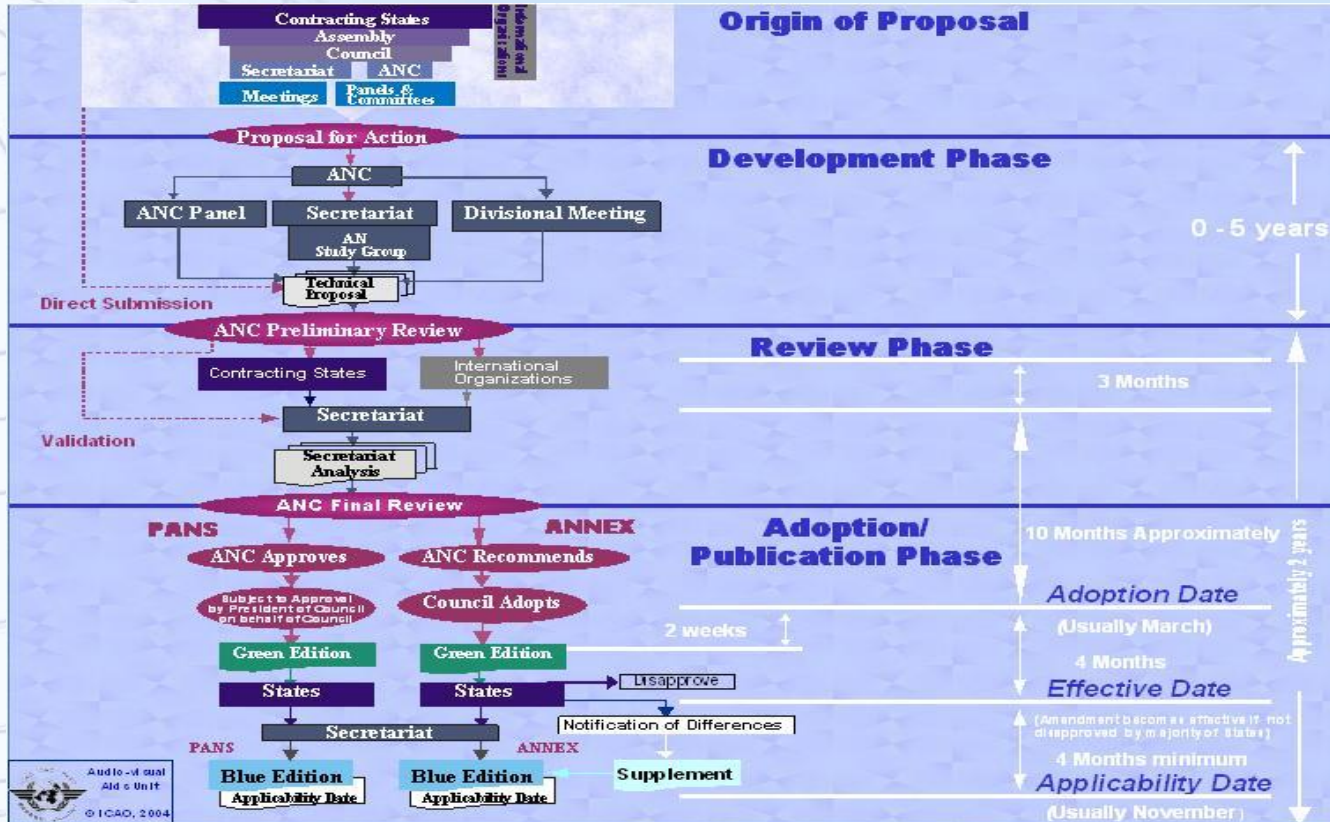 Contracting States
Assembly
Council
Secretariat
ANC
Meetings
Panels &
Committees
International
Organizations
Origin of Proposal
Proposal for Action
Development Phase
ANC
ANC Panel
Secretariat
Divisional Meeting
AN
Study Group
0 - 5 years
Technical
Proposal
Direct Submission
ANC Preliminary Review
Review Phase
Contracting States
International
Organizations
3 Months
Secretariat
Validation
Secretariat
Analysis
ANC Final Review
PANS
ANNEX
Adoption/
Publication Phase
10 Months Approximately
Approximately 2 years
ANC Approves
ANC Recommends
Subject to Approval
by President of Council
on behalf of Council
Council Adopts
Adoption Date
(Usually March)
2 weeks
Green Edition
Green Edition
4 Months
States
States
Disapprove
Effective Date
Notification of Differences
(Amendment becomes effective if not
disapproved by majority of States)
Secretariat
PANS
ANNEX
4 Months minimum
Blue Edition
Blue Edition
Supplement
Applicability Date
Applicability Date
Applicability Date
(Usually November)
Audio-visual
Aids Unit
© ICAO, 2004